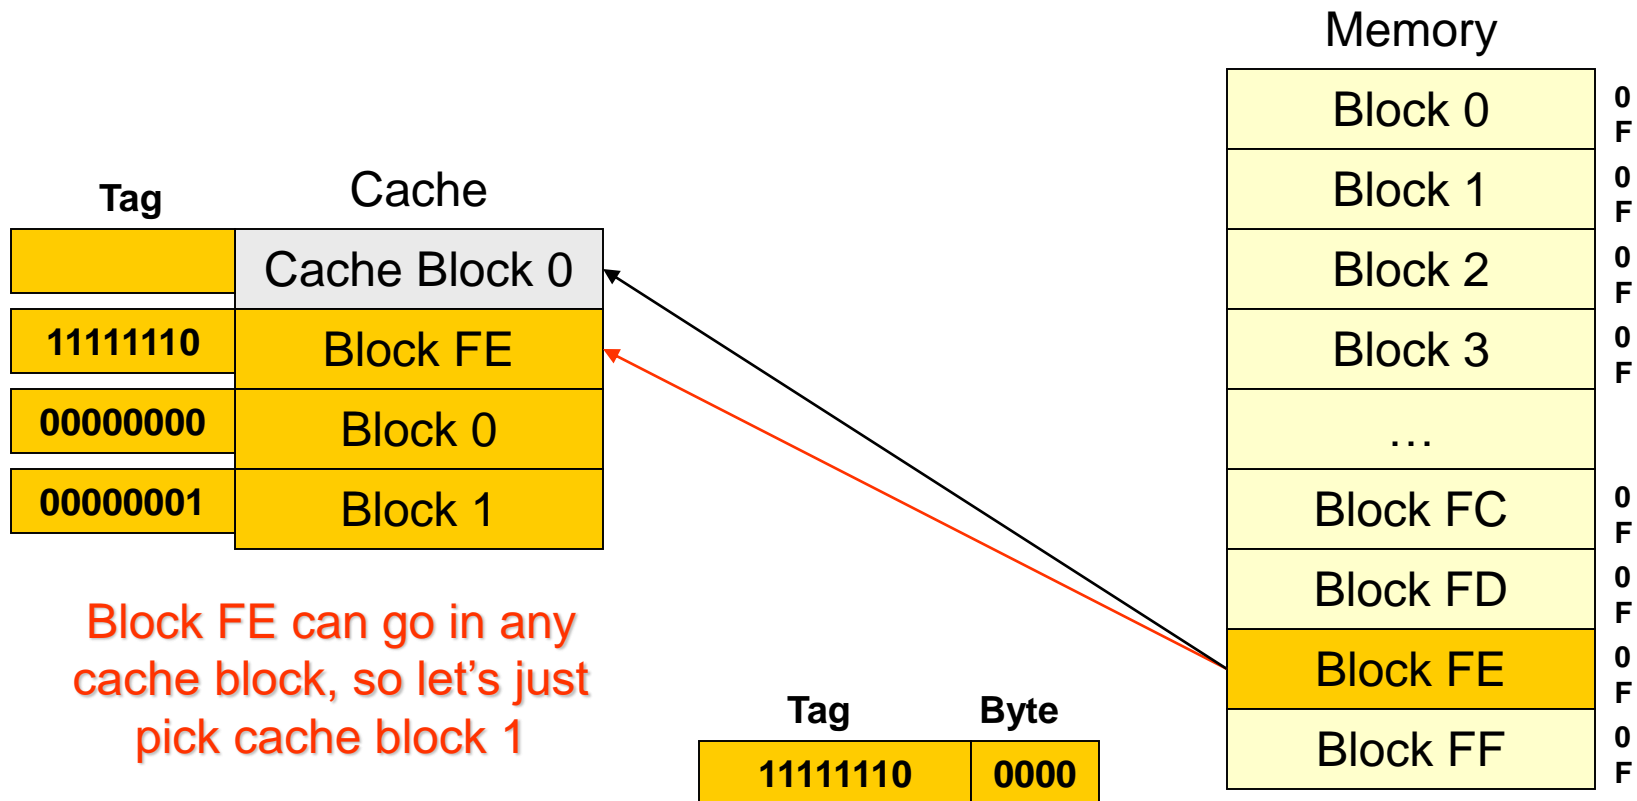 Memory
Block 0
0
F
Block 1
0
F
Tag
Cache
Cache Block 0
Block 2
0
F
11111110
Block FE
Block 3
0
F
00000000
Block 0
…
00000001
Block 1
Block FC
0
F
Block FD
0
F
Block FE can go in any
cache block, so let’s just
pick cache block 1
Block FE
0
F
Tag
Byte
11111110
0000
Block FF
0
F